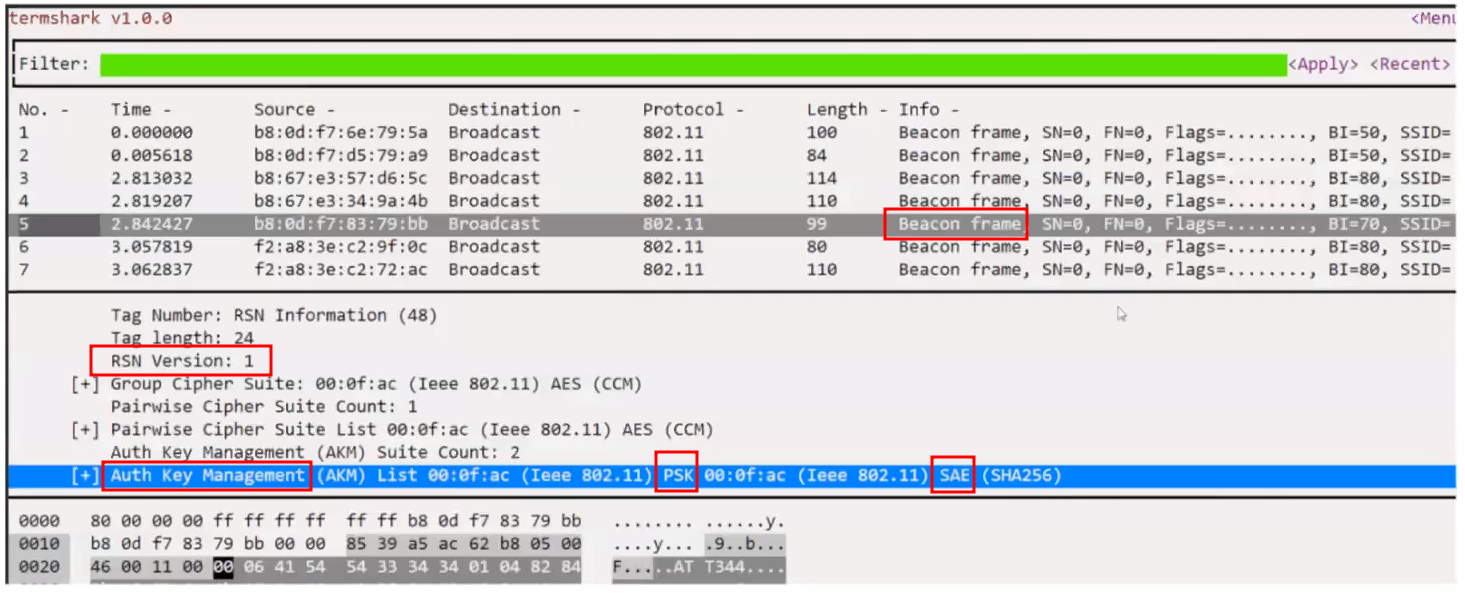 termshark v1.0.0 <Menu
Filter: <Apply> <Recent>
No. - Time - Source - Destination - Protocol - Length - Info -
1 0.000000 b8:0d:f7:6e:79:5a Broadcast 802.11 100 Beacon frame, SN=0, FN=0, Flags=........, BI=50, SSID=
2 0.005618 b8:0d:f7:d5:79:a9 Broadcast 802.11 84 Beacon frame, SN=0, FN=0, Flags=........, BI=50, SSID=
3 2.813032 b8:67:e3:57:d6:5c Broadcast 802.11 114 Beacon frame, SN=0, FN=0, Flags=........, BI=80, SSID=
4 2.819207 b8:67:e3:34:9a:4b Broadcast 802.11 110 Beacon frame, SN=0, FN=0, Flags=........, BI=80, SSID=
5 2.842427 b8:0d:f7:83:79:bb Broadcast 802.11 99 Beacon frame, SN=0, FN=0, Flags=........, BI=70, SSID=
6 3.057819 f2:a8:3e:c2:9f:0c Broadcast 802.11 80 Beacon frame, SN=0, FN=0, Flags=........, BI=80, SSID=
7 3.062837 f2:a8:3e:c2:72:ac Broadcast 802.11 110 Beacon frame, SN=0, FN=0, Flags=........, BI=80, SSID=
Tag Number: RSN Information (48)
Tag length: 24
RSN Version: 1
[+] Group Cipher Suite: 00:0f:ac (Ieee 802.11) AES (CCM)
Pairwise Cipher Suite Count: 1
[+] Pairwise Cipher Suite List 00:0f:ac (Ieee 802.11) AES (CCM)
Auth Key Management (AKM) Suite Count: 2
[+] Auth Key Management (AKM) List 00:0f:ac (Ieee 802.11) PSK 00:0f:ac (Ieee 802.11) SAE (SHA256)
0000 80 00 00 00 ff ff ff ff ff ff b8 0d f7 83 79 bb ........ ......y.
0010 b8 0d f7 83 79 bb 00 00 85 39 a5 ac 62 b8 05 00 ....y... .9..b...
0020 46 00 11 00 00 06 41 54 54 33 34 34 01 04 82 84 F.....AT T344....